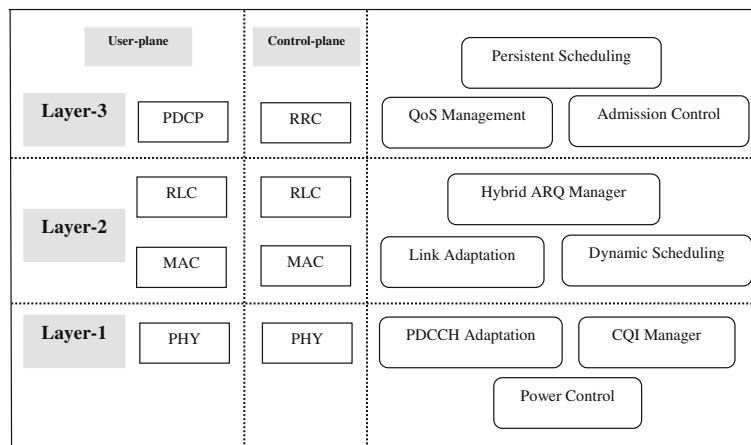 User-plane
Control-plane
Persistent Scheduling
Layer-3
PDCP
RRC
QoS Management
Admission Control
RLC
RLC
Hybrid ARQ Manager
Layer-2
MAC
MAC
Link Adaptation
Dynamic Scheduling
Layer-1
PHY
PHY
PDCCH Adaptation
CQI Manager
Power Control